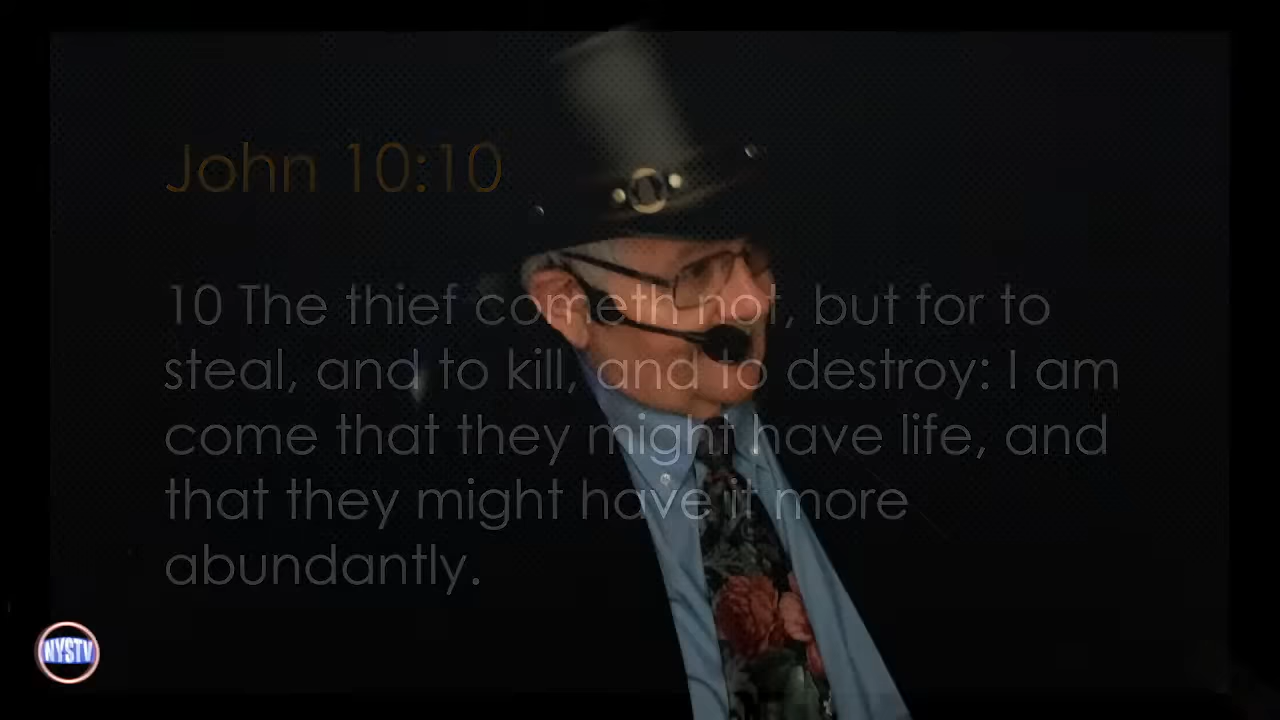 John 10:10
10 The thief cometh not, but for to
steal, and to kill, and to destroy: I am
come that they might have life, and
that they might have it more
abundantly.
NYSTV